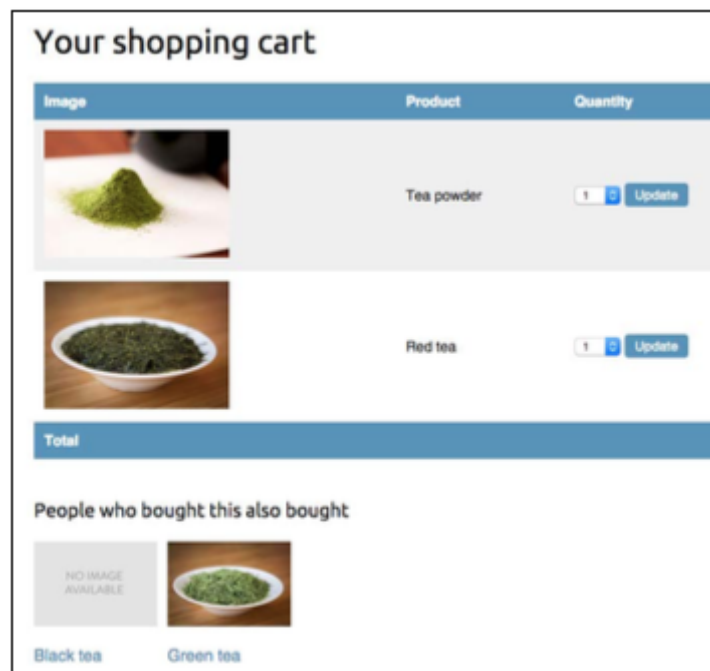 Your shopping cart
Image Product Quantity
Tea powder 1 Update
Red tea 1 Update
Total
People who bought this also bought
NO IMAGE
AVAILABLE
Black tea Green tea